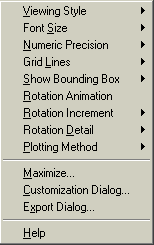 Viewing Style
Font Size
Numeric Precision
Grid Lines
Show Bounding Box
Rotation Animation
Rotation Increment
Rotation Detail
Plotting Method
Maximize...
Customization Dialog...
Export Dialog...
Help